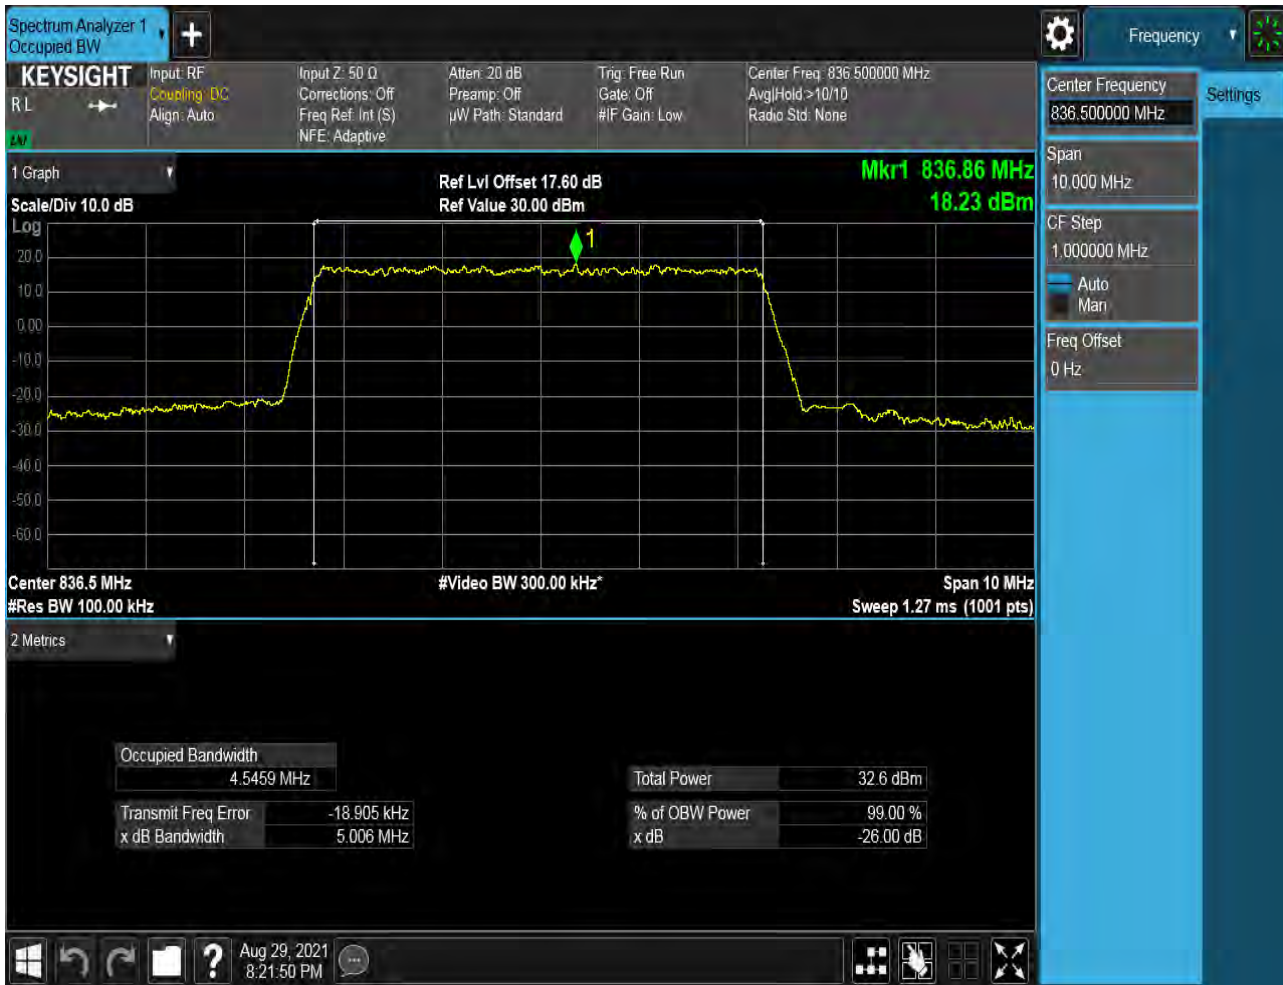 Spectrum Analyzer 1
Occupied BW
Frequency
KEYSIGHT
R L
Input: RF
Coupling: DC
Align: Auto
Input Z: 50 Ω
Corrections: Off
Freq Ref: Int (S)
NFE: Adaptive
Atten: 20 dB
Preamp: Off
µW Path: Standard
Trig: Free Run
Gate: Off
#IF Gain: Low
Center Freq: 836.500000 MHz
Avg|Hold:>10/10
Radio Std: None
Center Frequency
836.500000 MHz
Settings
Span
10.000 MHz
CF Step
1.000000 MHz
Auto
Man
Freq Offset
0 Hz
1 Graph
Scale/Div 10.0 dB
Ref Lvl Offset 17.60 dB
Ref Value 30.00 dBm
Mkr1 836.86 MHz
18.23 dBm
Log
1
20.0
10.0
0.00
-10.0
-20.0
-30.0
-40.0
-50.0
-60.0
Center 836.5 MHz
#Video BW 300.00 kHz*
Span 10 MHz
#Res BW 100.00 kHz
Sweep 1.27 ms (1001 pts)
2 Metrics
Occupied Bandwidth
4.5459 MHz
Total Power 32.6 dBm
Transmit Freq Error -18.905 kHz
% of OBW Power 99.00 %
x dB Bandwidth 5.006 MHz
x dB -26.00 dB
?
Aug 29, 2021
8:21:50 PM